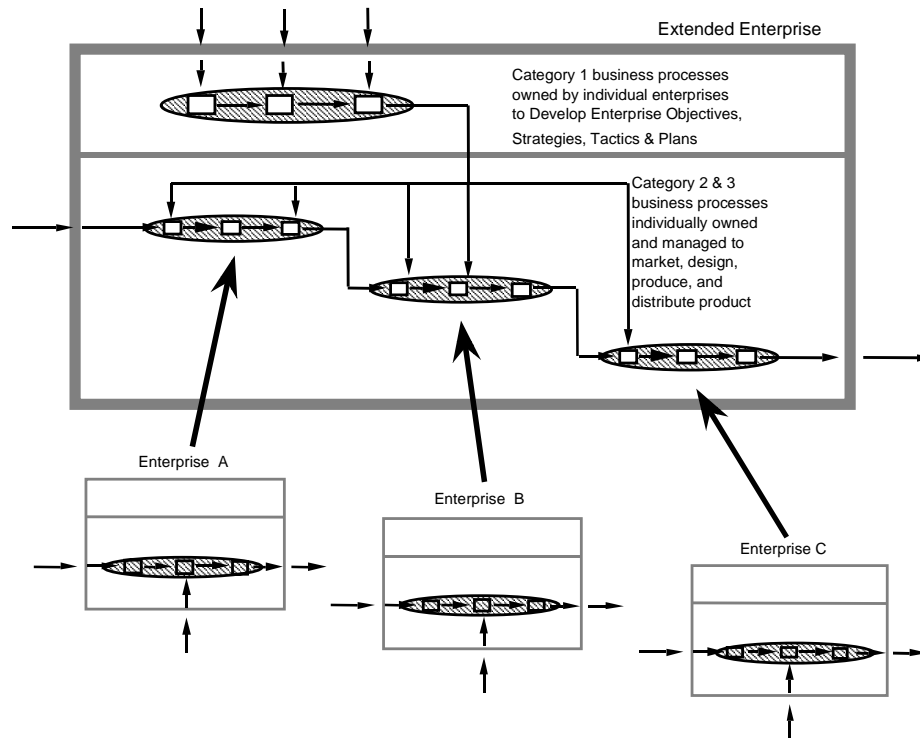 Extended Enterprise
Category 1 business processes
owned by individual enterprises
to Develop Enterprise Objectives,
Strategies, Tactics & Plans
Category 2 & 3
business processes
individually owned
and managed to
market, design,
produce, and
distribute product
Enterprise A
Enterprise B
Enterprise C